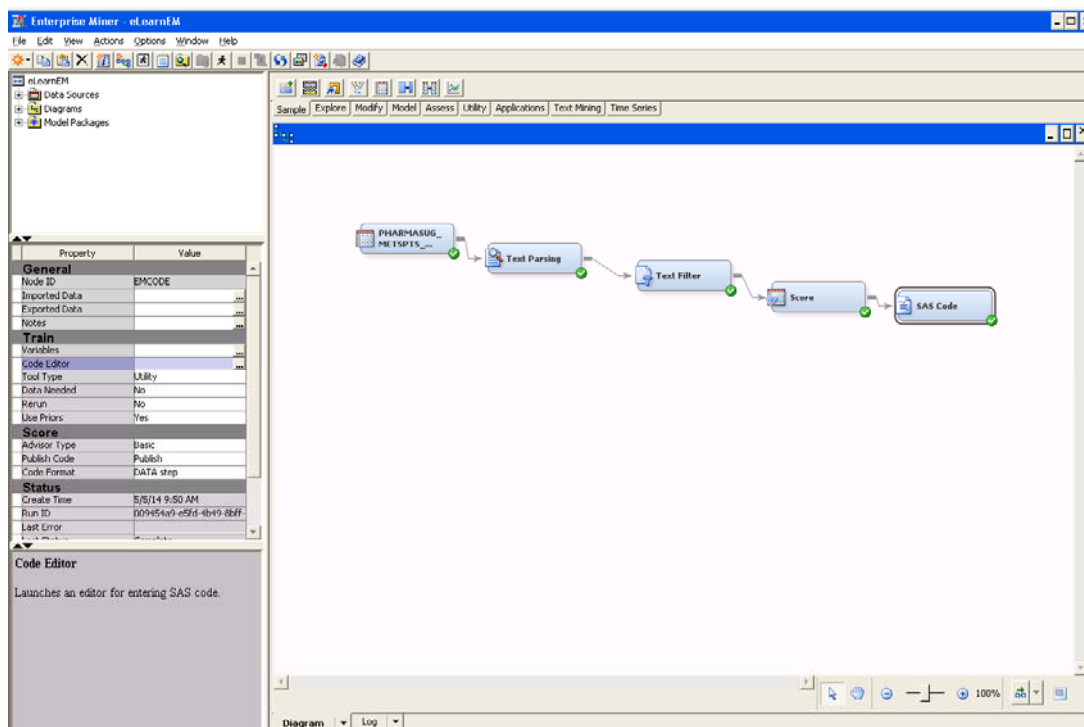 Enterprise Miner - eLearnEM
File Edit View Actions Options Window Help
eLearnEM
Data Sources
Diagrams
Model Packages
Sample Explore Modify Model Assess Utility Applications Text Mining Time Series
PHARMASUG_
METSPTS_...
Text Parsing
Text Filter
Score
SAS Code
Property Value
General
Node ID EMCODE
Imported Data ...
Exported Data ...
Notes ...
Train
Variables ...
Code Editor ...
Tool Type Utility
Data Needed No
Rerun No
Use Priors Yes
Score
Advisor Type Basic
Publish Code Publish
Code Format DATA step
Status
Create Time 5/5/14 9:50 AM
Run ID 009454a9-e5fd-4b49-8bff-
Last Error
Last Status Complete
Code Editor
Launches an editor for entering SAS code.
100%
Diagram Log